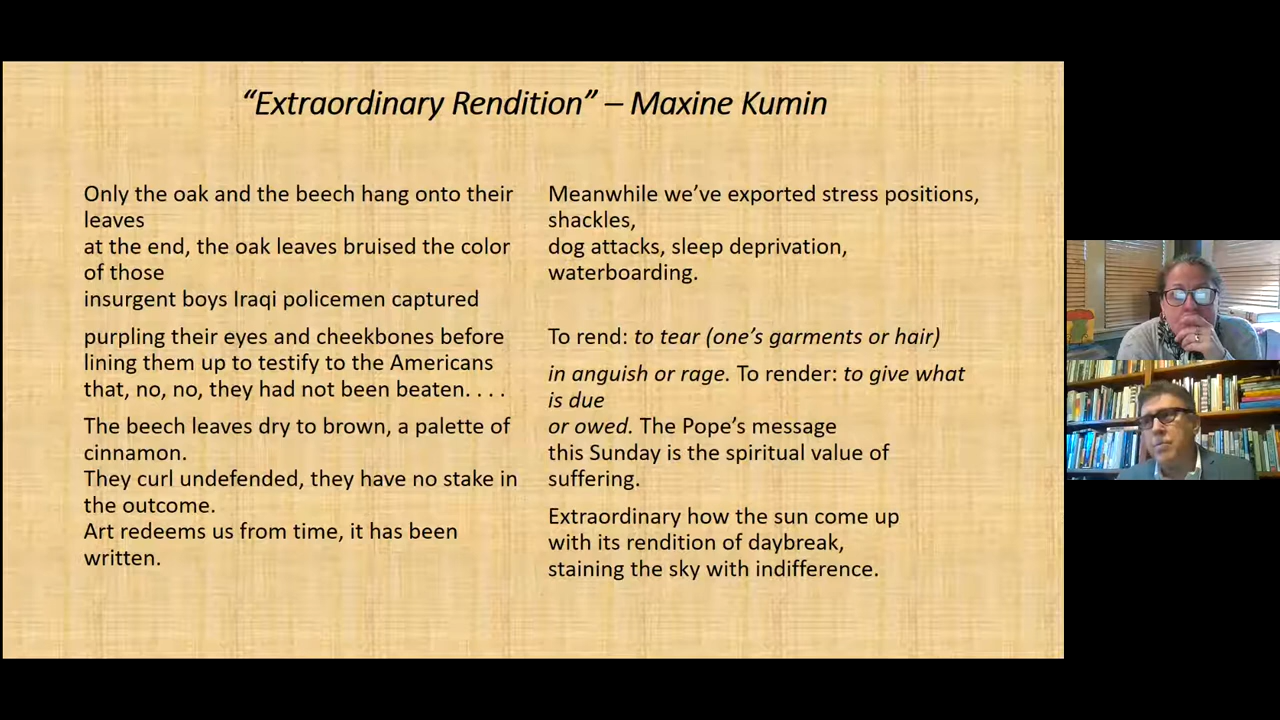 “Extraordinary Rendition” – Maxine Kumin
Only the oak and the beech hang onto their
leaves
at the end, the oak leaves bruised the color
of those
insurgent boys Iraqi policemen captured
purpling their eyes and cheekbones before
lining them up to testify to the Americans
that, no, no, they had not been beaten. . . .
The beech leaves dry to brown, a palette of
cinnamon.
They curl undefended, they have no stake in
the outcome.
Art redeems us from time, it has been
written.
Meanwhile we’ve exported stress positions,
shackles,
dog attacks, sleep deprivation,
waterboarding.
To rend: to tear (one’s garments or hair)
in anguish or rage. To render: to give what
is due
or owed. The Pope’s message
this Sunday is the spiritual value of
suffering.
Extraordinary how the sun come up
with its rendition of daybreak,
staining the sky with indifference.